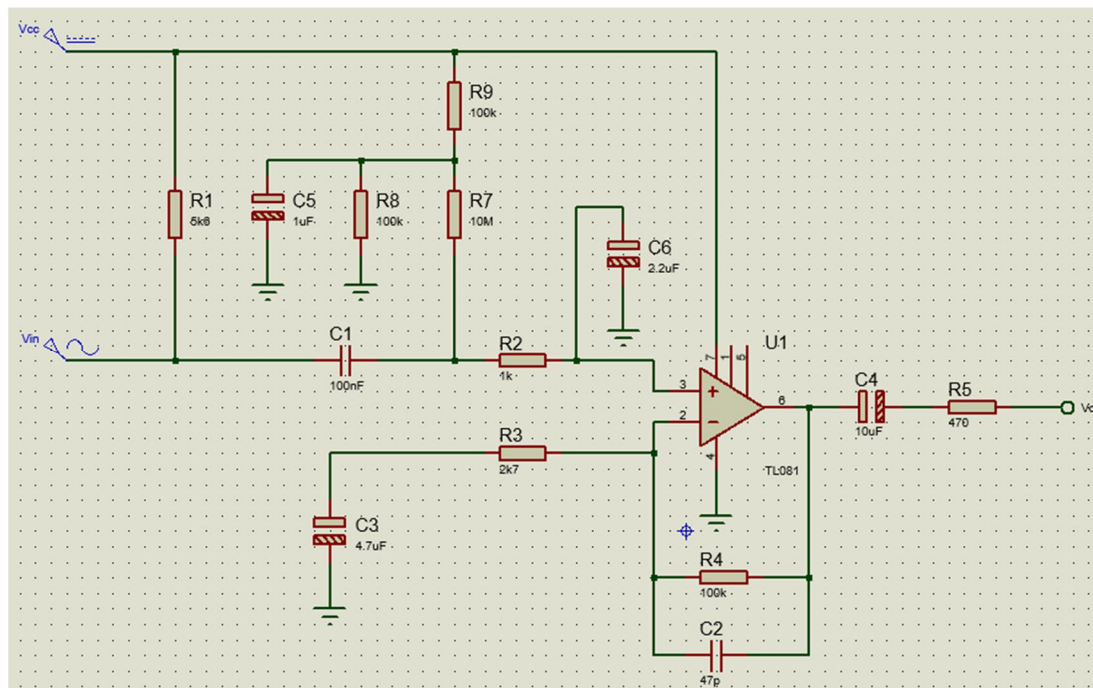 Vcc
R9
100k
R1
5k6
C5
1uF
R8
100k
R7
10M
C6
2.2uF
Vin
C1
100nF
R2
1k
U1
7
1
5
3
2
6
4
TL081
C4
10uF
R5
470
R3
2k7
C3
4.7uF
R4
100k
C2
47p